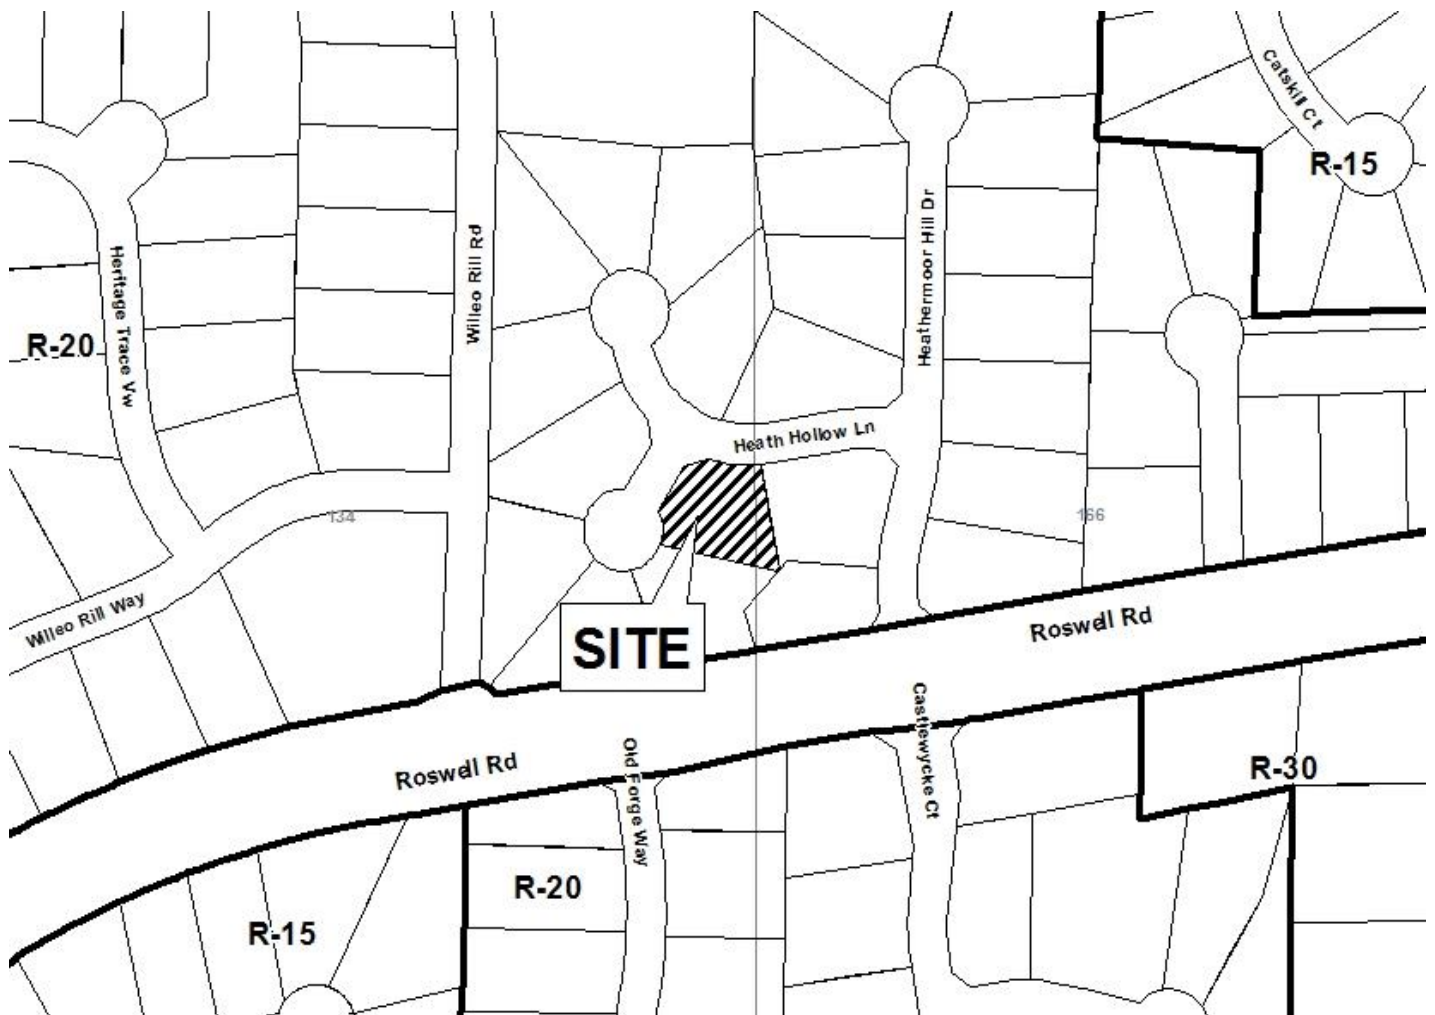 Catskill Ct
R-15
Heathermoor Hill Dr
Willeo Rill Rd
Heritage Trace Vw
R-20
Heath Hollow Ln
134
166
Willeo Rill Way
SITE
Roswell Rd
Castlewycke Ct
Old Forge Way
Roswell Rd
R-30
R-20
R-15